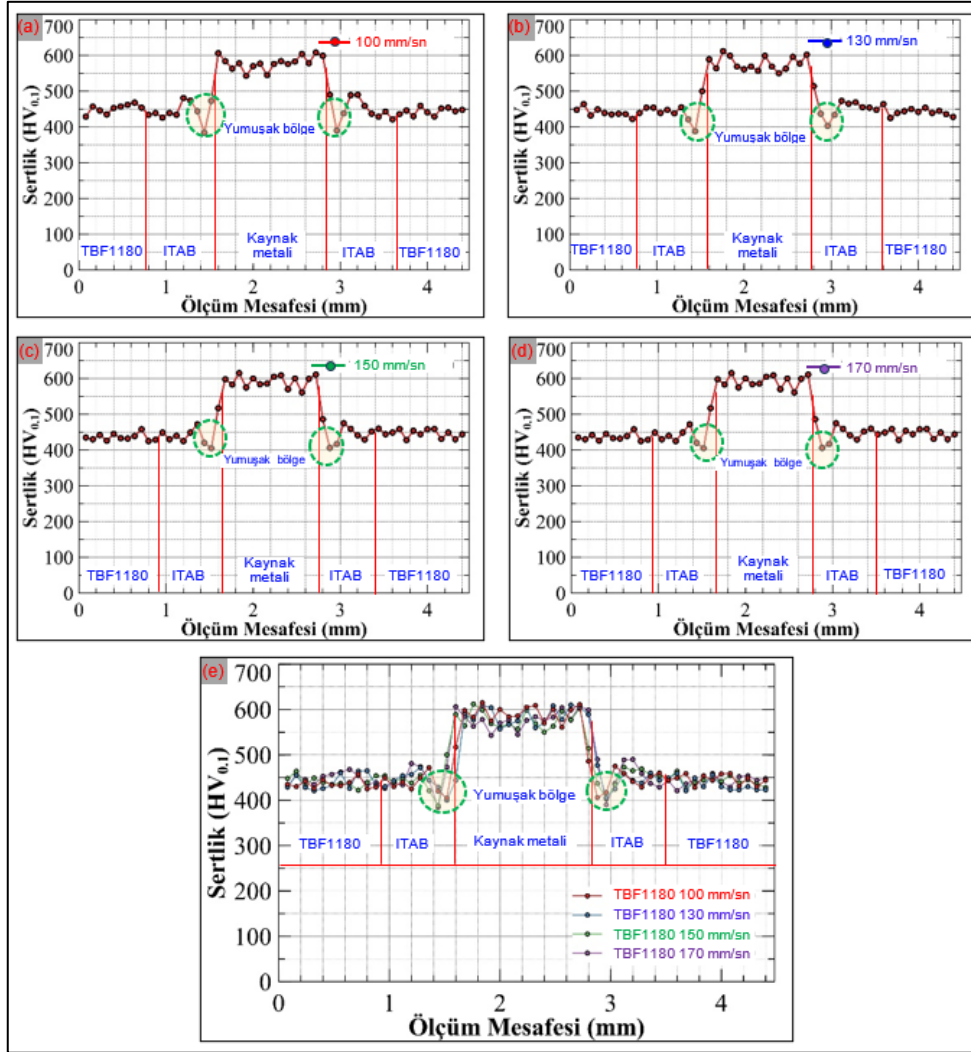 (a)
100 mm/sn
700
600
500
400
300
200
100
0
Sertlik (HV0.1)
Yumuşak bölge
TBF1180 ITAB Kaynak metali ITAB TBF1180
0 1 2 3 4
Ölçüm Mesafesi (mm)
(b)
130 mm/sn
700
600
500
400
300
200
100
0
Sertlik (HV0.1)
Yumuşak bölge
TBF1180 ITAB Kaynak metali ITAB TBF1180
0 1 2 3 4
Ölçüm Mesafesi (mm)
(c)
150 mm/sn
700
600
500
400
300
200
100
0
Sertlik (HV0.1)
Yumuşak bölge
TBF1180 ITAB Kaynak metali ITAB TBF1180
0 1 2 3 4
Ölçüm Mesafesi (mm)
(d)
170 mm/sn
700
600
500
400
300
200
100
0
Sertlik (HV0.1)
Yumuşak bölge
TBF1180 ITAB Kaynak metali ITAB TBF1180
0 1 2 3 4
Ölçüm Mesafesi (mm)
(e)
700
600
500
400
300
200
100
0
Sertlik (HV0.1)
Yumuşak bölge
TBF1180 ITAB Kaynak metali ITAB TBF1180
TBF1180 100 mm/sn
TBF1180 130 mm/sn
TBF1180 150 mm/sn
TBF1180 170 mm/sn
0 1 2 3 4
Ölçüm Mesafesi (mm)